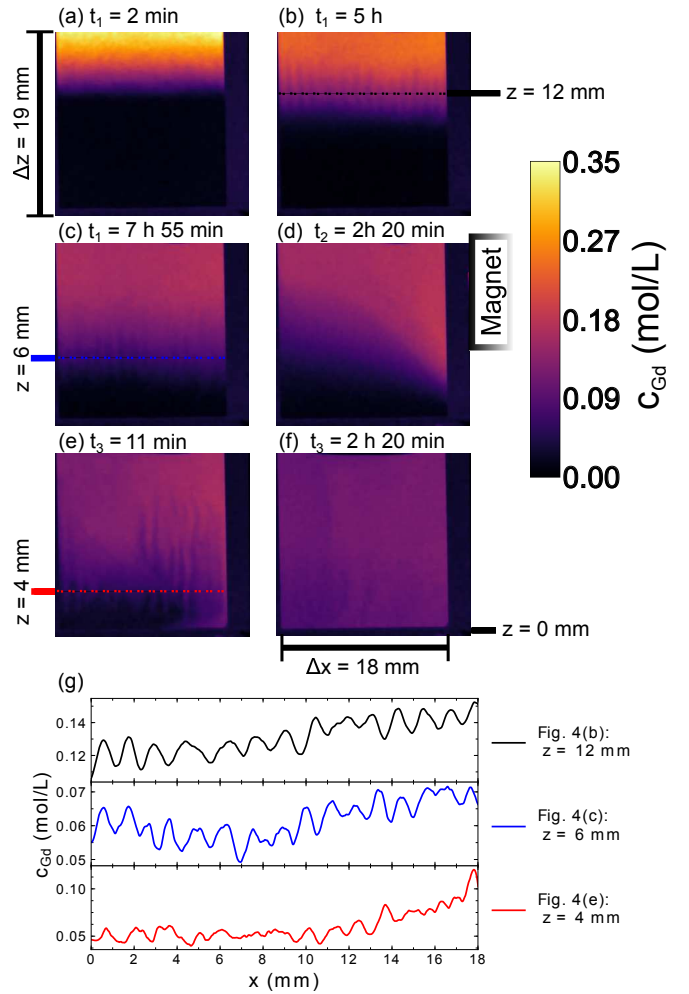 (a) t₁ = 2 min
(b) t₁ = 5 h
Δz = 19 mm
z = 12 mm
(c) t₁ = 7 h 55 min
(d) t₂ = 2h 20 min
z = 6 mm
Magnet
0.35
0.27
0.18
0.09
0.00
c_Gd (mol/L)
(e) t₃ = 11 min
(f) t₃ = 2 h 20 min
z = 4 mm
z = 0 mm
Δx = 18 mm
(g)
0.14
0.12
Fig. 4(b):
z = 12 mm
0.07
0.06
0.05
Fig. 4(c):
z = 6 mm
c_Gd (mol/L)
0.10
0.05
Fig. 4(e):
z = 4 mm
0 2 4 6 8 10 12 14 16 18
x (mm)